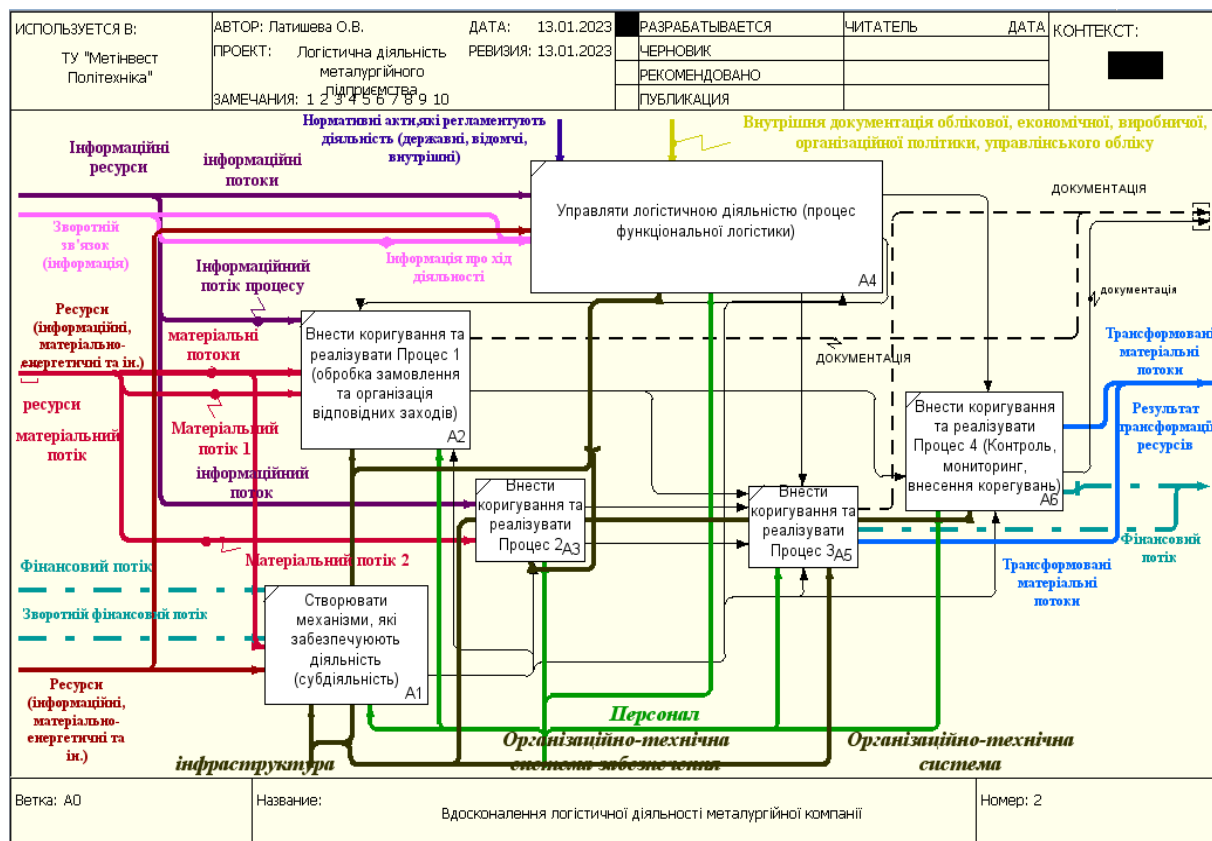 ИСПОЛЬЗУЕТСЯ В:
ТУ "Метінвест
Політехніка"
АВТОР: Латишева О.В.
ДАТА: 13.01.2023
ПРОЕКТ: Логістична діяльність
металургійного
підприємства
РЕВИЗИЯ: 13.01.2023
ЗАМЕЧАНИЯ: 1 2 3 4 5 6 7 8 9 10
РАЗРАБАТЫВАЕТСЯ
ЧЕРНОВИК
РЕКОМЕНДОВАНО
ПУБЛИКАЦИЯ
ЧИТАТЕЛЬ
ДАТА
КОНТЕКСТ:
Нормативні акти,які регламентують
діяльність (державні, відомчі,
внутрішні)
Внутрішня документація облікової, економічної, виробничої,
організаційної політики, управлінського обліку
Інформаційні
ресурси
інформаційні
потоки
Управляти логістичною діяльністю (процес
функціональної логістики)
A4
ДОКУМЕНТАЦІЯ
Зворотній
зв'язок
(інформація)
Інформація про хід
діяльності
Інформаційний
потік процесу
документація
Ресурси
(інформаційні,
матеріально-
енергетичні та ін.)
матеріальні
потоки
Внести коригування та
реалізувати Процес 1
(обробка замовлення
та організація
відповідних заходів)
A2
ДОКУМЕНТАЦІЯ
Трансформовані
матеріальні
потоки
ресурси
матеріальний
потік
Матеріальний
потік 1
Внести коригування
та реалізувати
Процес 4 (Контроль,
мониторинг,
внесення корегувань)
A6
Результат
трансформації
ресурсів
інформаційний
поток
Внести
коригування та
реалізувати
Процес 2
A3
Внести
коригування та
реалізувати
Процес 3
A5
Матеріальний потік 2
Фінансовий
потік
Фінансовий потік
Трансформовані
матеріальні
потоки
Зворотній фінансовий потік
Створювати
механізми, які
забезпечують
діяльність
(субдіяльність)
A1
Ресурси
(інформаційні,
матеріально-
енергетичні та
ін.)
Персонал
інфраструктура
Організаційно-технічна
система забезпечення
Організаційно-технічна
система
Ветка: A0
Название:
Вдосконалення логістичної діяльності металургійної компанії
Номер: 2